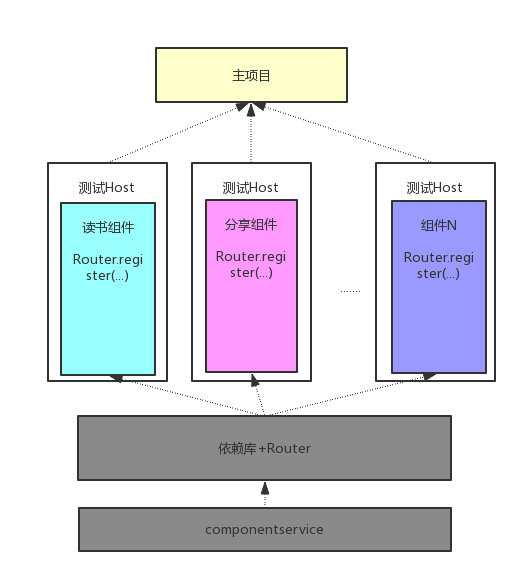 主项目
测试Host
测试Host
测试Host
读书组件
Router.regi
ster(...)
分享组件
Router.regi
ster(...)
组件N
Router.regi
ster(...)
.......
依赖库+Router
componentservice